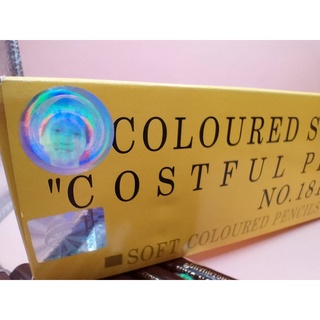 COLOURED S
"COSTFUL P
NO.18
■ SOFT COLOURED PENCILS